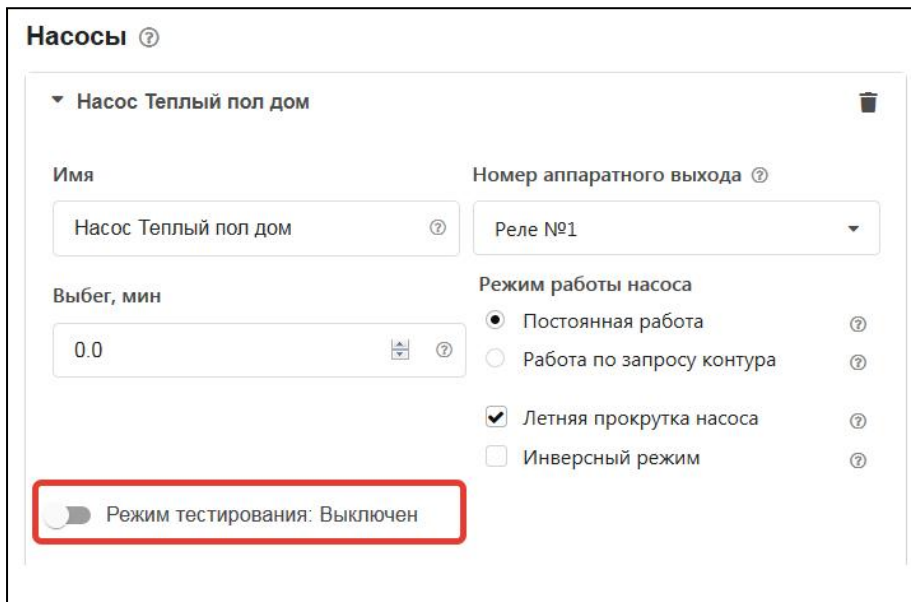 Насосы
Насос Теплый пол дом
Имя
Номер аппаратного выхода
Насос Теплый пол дом
Реле №1
Выбег, мин
Режим работы насоса
0.0
Постоянная работа
Работа по запросу контура
Летняя прокрутка насоса
Инверсный режим
Режим тестирования: Выключен